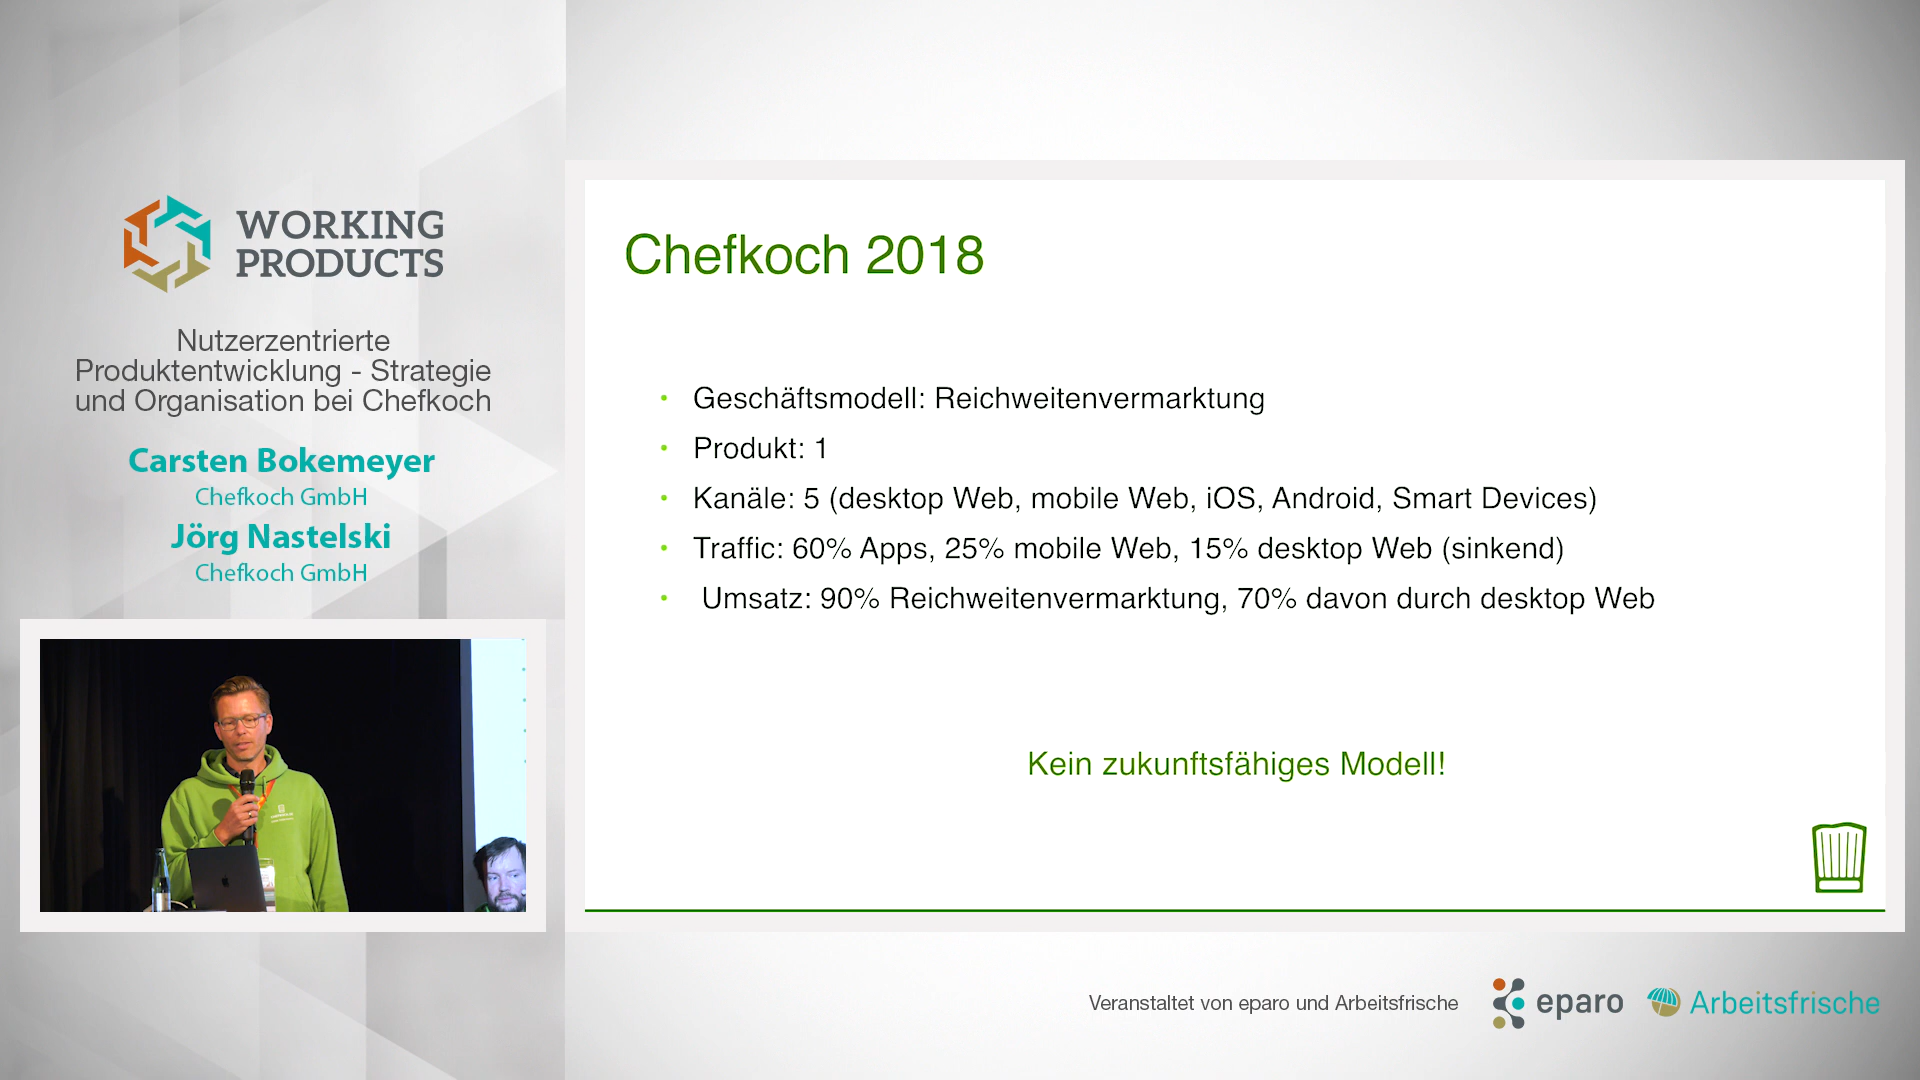 WORKING
PRODUCTS
Nutzerzentrierte
Produktentwicklung - Strategie
und Organisation bei Chefkoch
Carsten Bokemeyer
Chefkoch GmbH
Jörg Nastelski
Chefkoch GmbH
Chefkoch 2018
• Geschäftsmodell: Reichweitenvermarktung
• Produkt: 1
• Kanäle: 5 (desktop Web, mobile Web, iOS, Android, Smart Devices)
• Traffic: 60% Apps, 25% mobile Web, 15% desktop Web (sinkend)
• Umsatz: 90% Reichweitenvermarktung, 70% davon durch desktop Web
Kein zukunftsfähiges Modell!
Veranstaltet von eparo und Arbeitsfrische
eparo
Arbeitsfrische